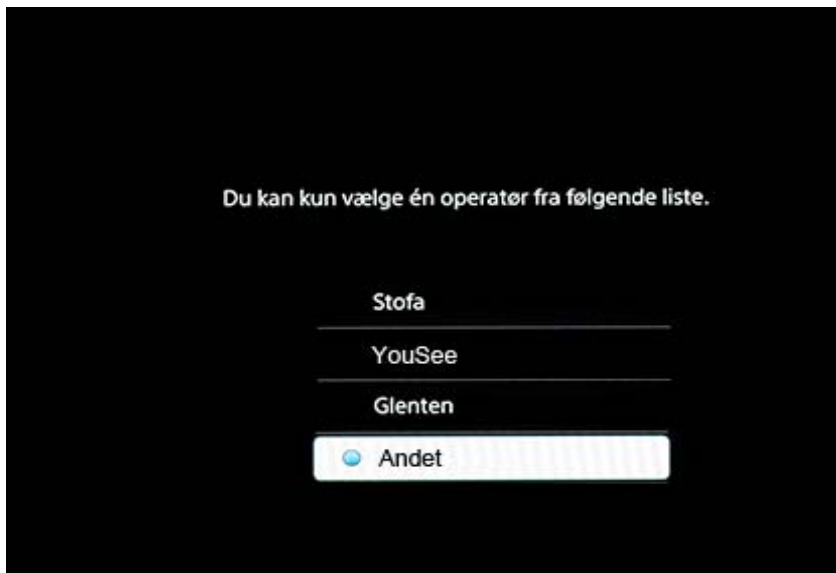 Du kan kun vælge én operatør fra følgende liste.
Stofa
YouSee
Glenten
Andet